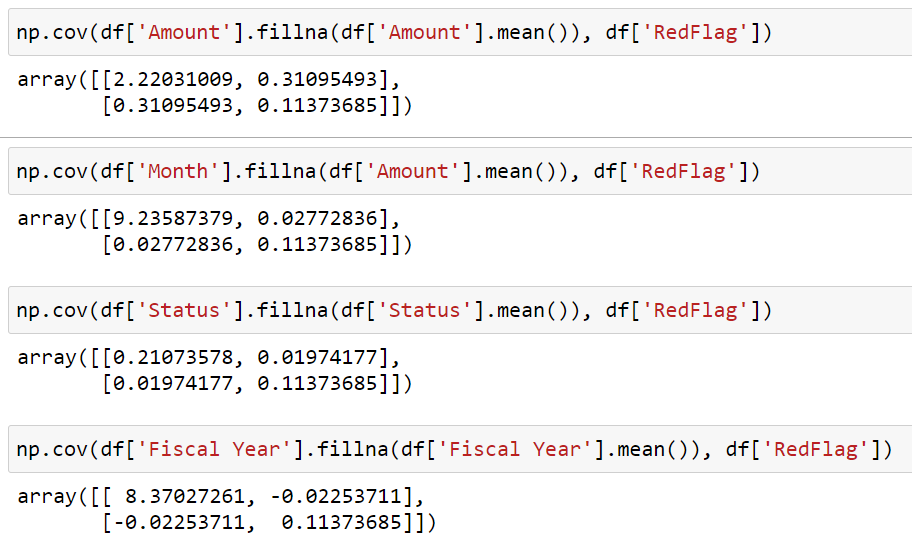 np.cov(df['Amount'].fillna(df['Amount'].mean()), df['RedFlag'])
array([[2.22031009, 0.31095493],
[0.31095493, 0.11373685]])
np.cov(df['Month'].fillna(df['Amount'].mean()), df['RedFlag'])
array([[9.23587379, 0.02772836],
[0.02772836, 0.11373685]])
np.cov(df['Status'].fillna(df['Status'].mean()), df['RedFlag'])
array([[0.21073578, 0.01974177],
[0.01974177, 0.11373685]])
np.cov(df['Fiscal Year'].fillna(df['Fiscal Year'].mean()), df['RedFlag'])
array([[ 8.37027261, -0.02253711],
[-0.02253711,  0.11373685]])